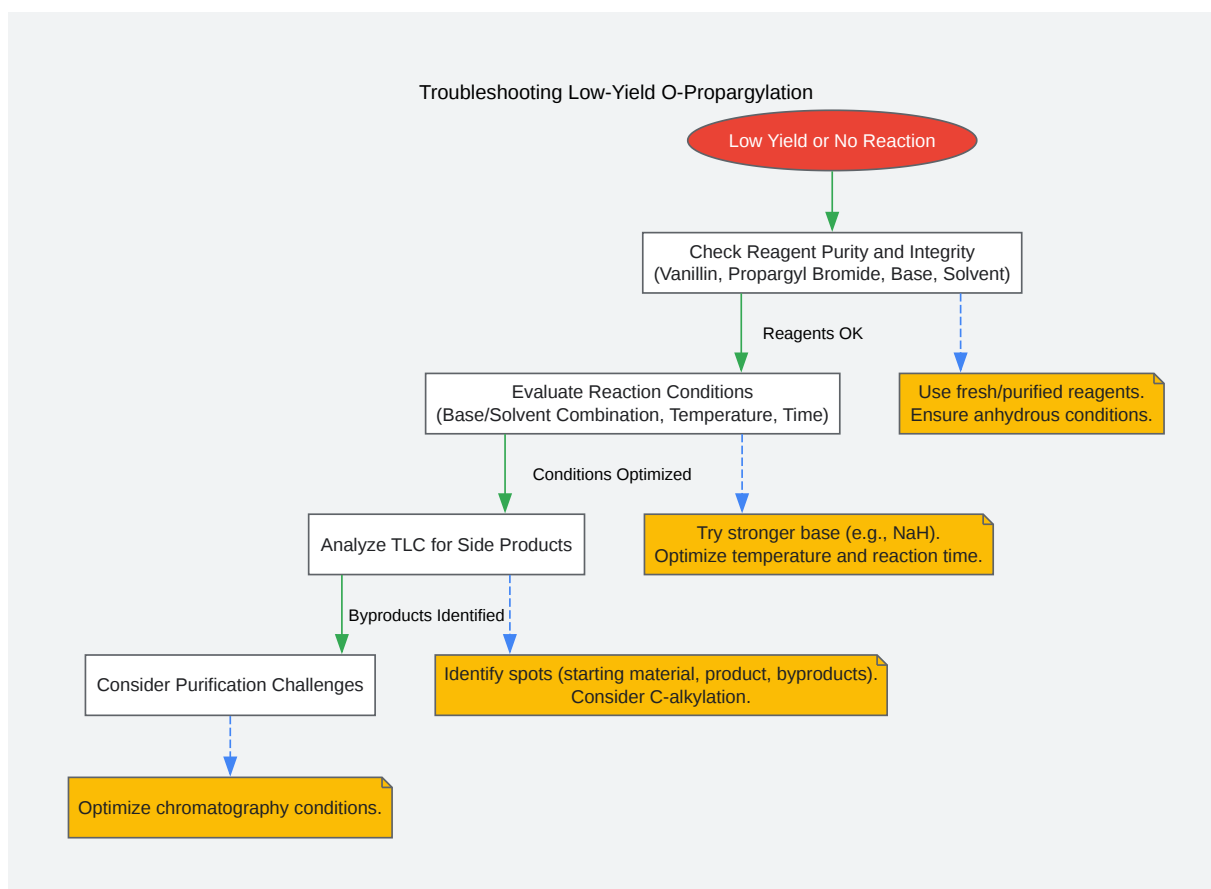 Troubleshooting Low-Yield O-Propargylation
Low Yield or No Reaction
Check Reagent Purity and Integrity
(Vanillin, Propargyl Bromide, Base, Solvent)
Reagents OK
Evaluate Reaction Conditions
(Base/Solvent Combination, Temperature, Time)
Use fresh/purified reagents.
Ensure anhydrous conditions.
Conditions Optimized
Analyze TLC for Side Products
Try stronger base (e.g., NaH).
Optimize temperature and reaction time.
Byproducts Identified
Consider Purification Challenges
Identify spots (starting material, product, byproducts).
Consider C-alkylation.
Optimize chromatography conditions.